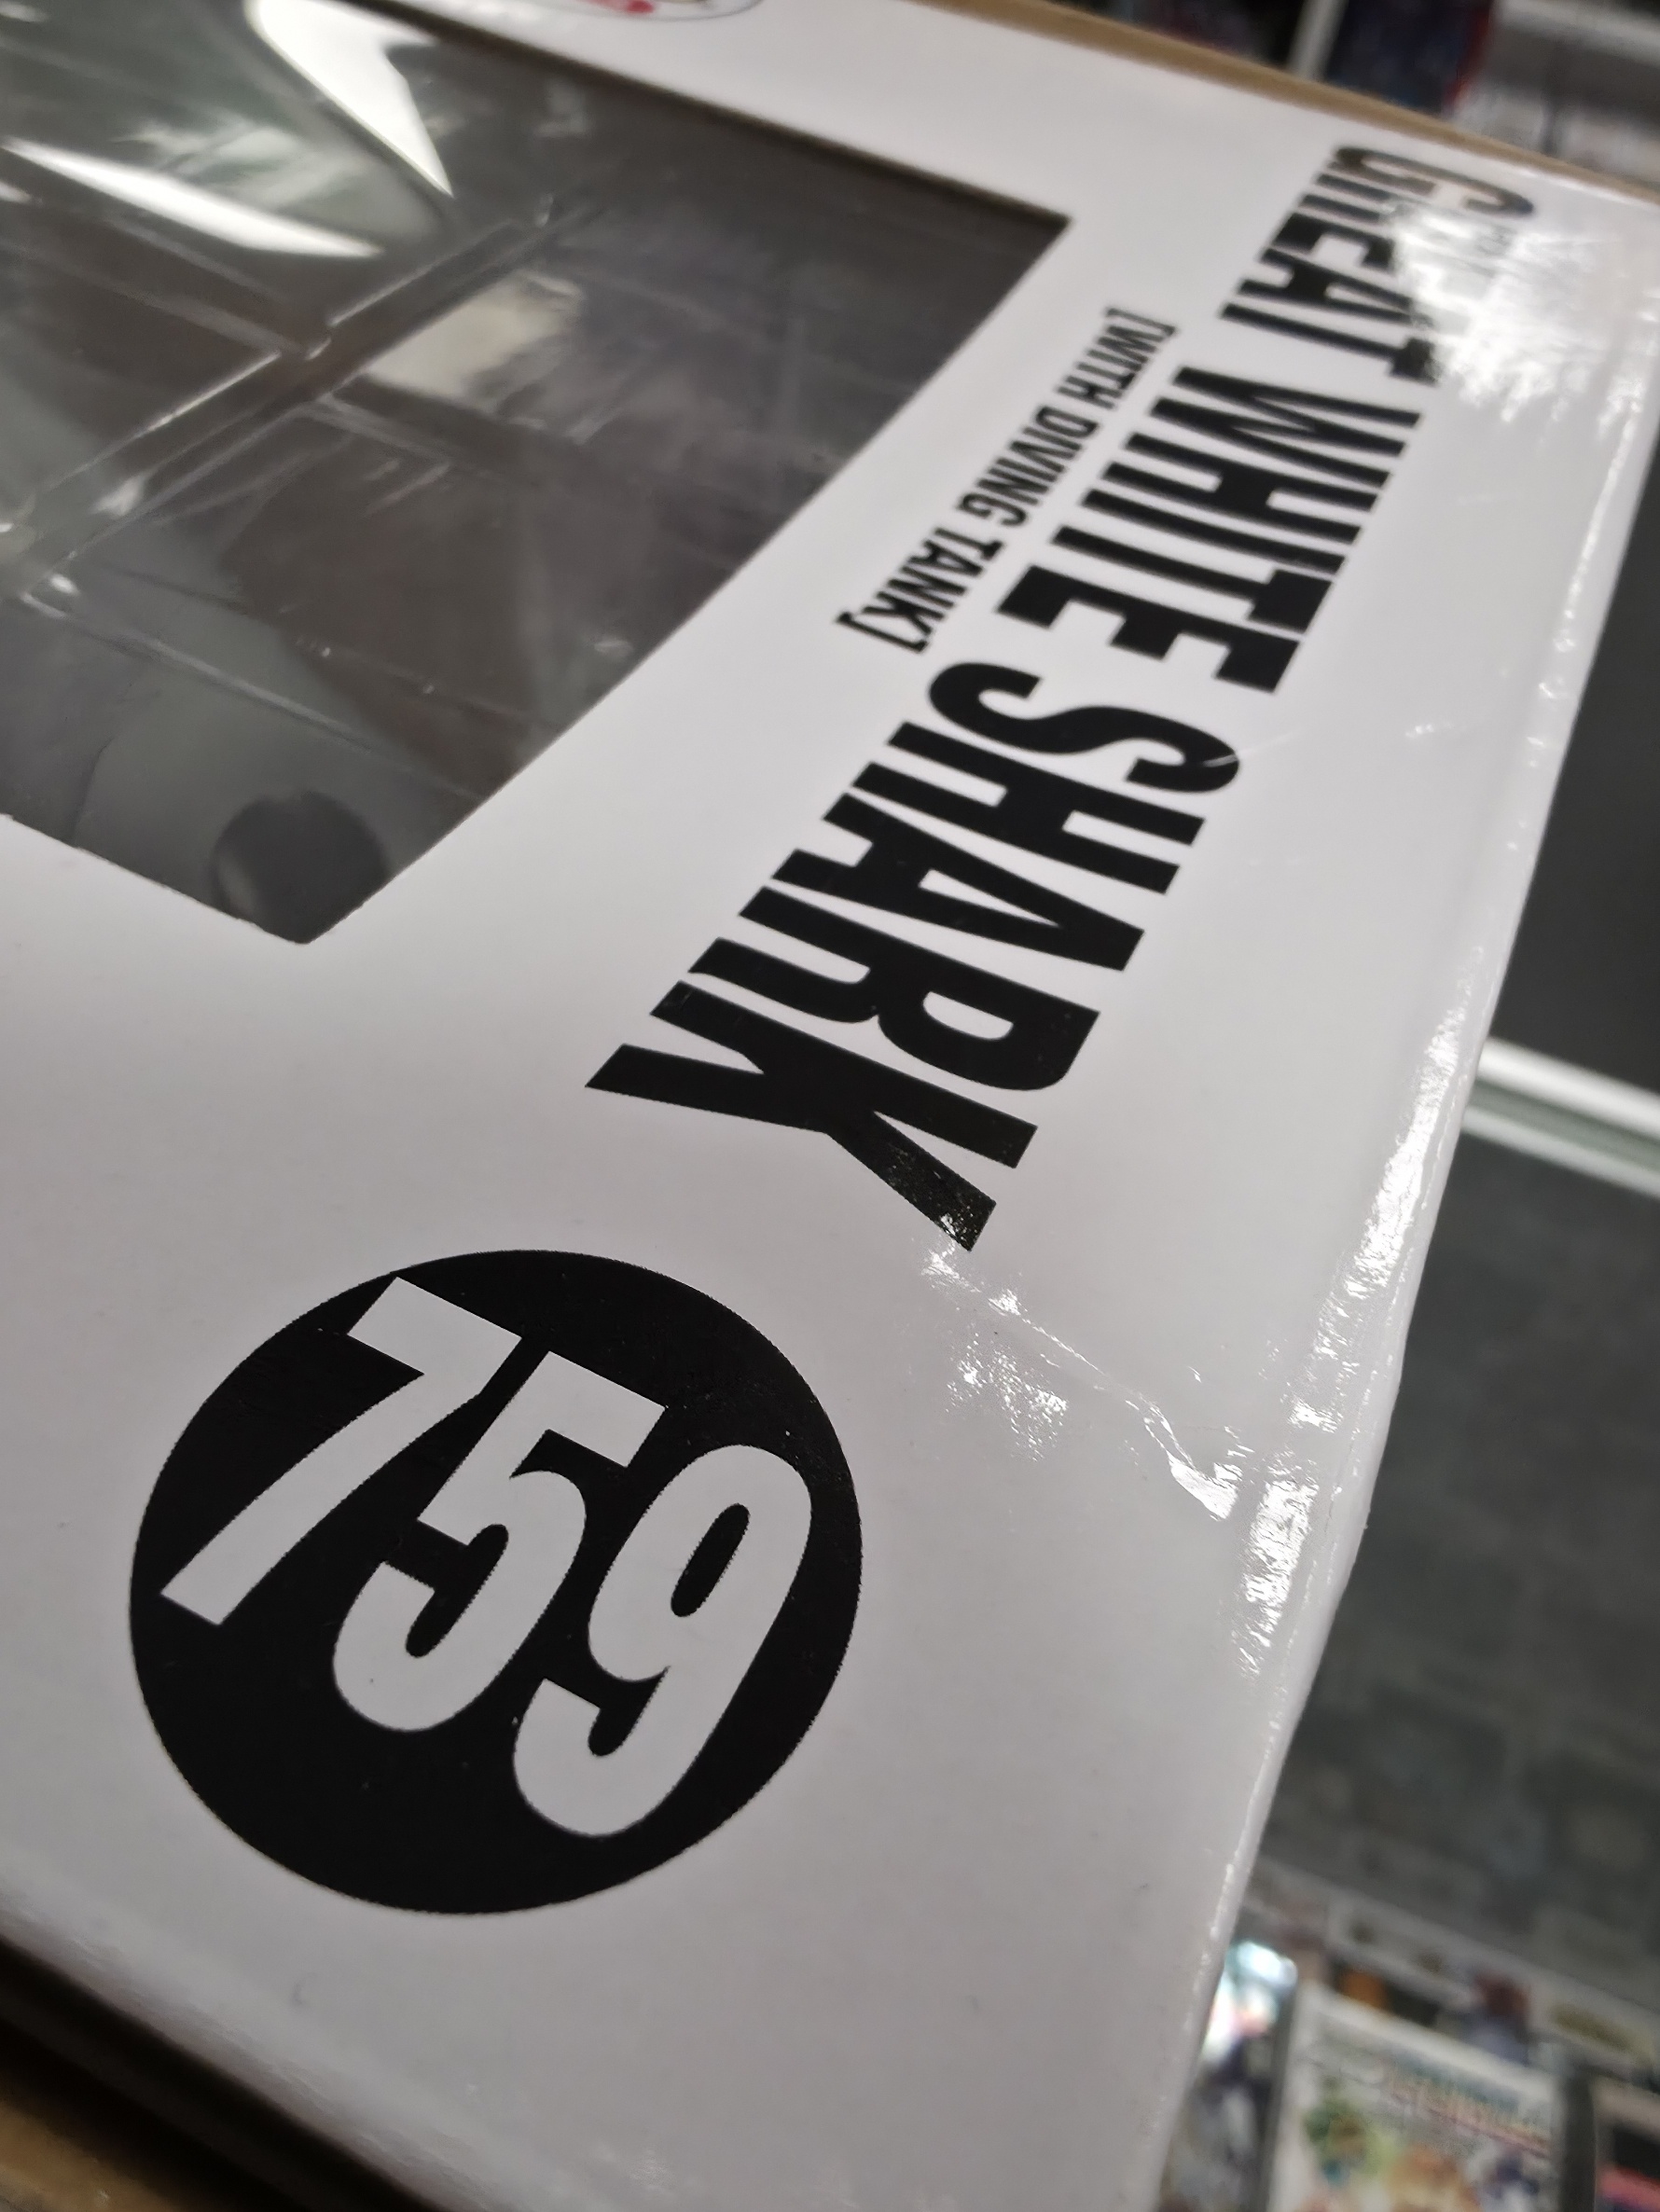 GREAT WHITE SHARK
[WITH DIVING TANK]
759